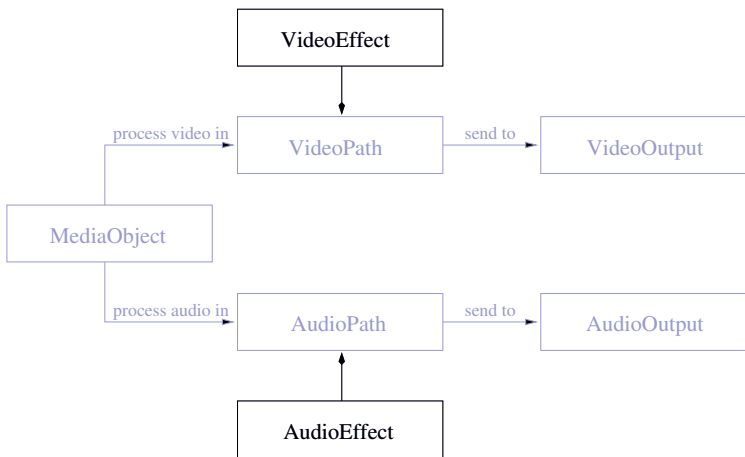 VideoEffect
process video in
send to
VideoPath
VideoOutput
MediaObject
process audio in
send to
AudioPath
AudioOutput
AudioEffect